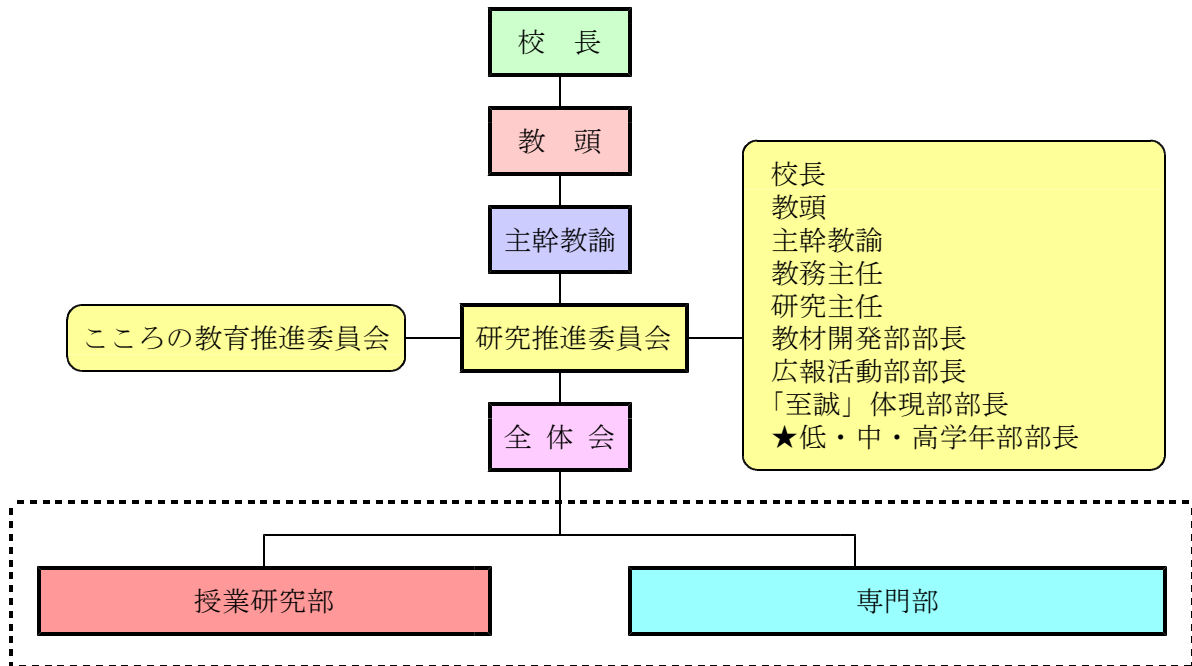 校　長
教　頭
主幹教諭
こころの教育推進委員会
研究推進委員会
校長
教頭
主幹教諭
教務主任
研究主任
教材開発部部長
広報活動部部長
「至誠」体現部部長
★低・中・高学年部部長
全 体 会
授業研究部
専門部